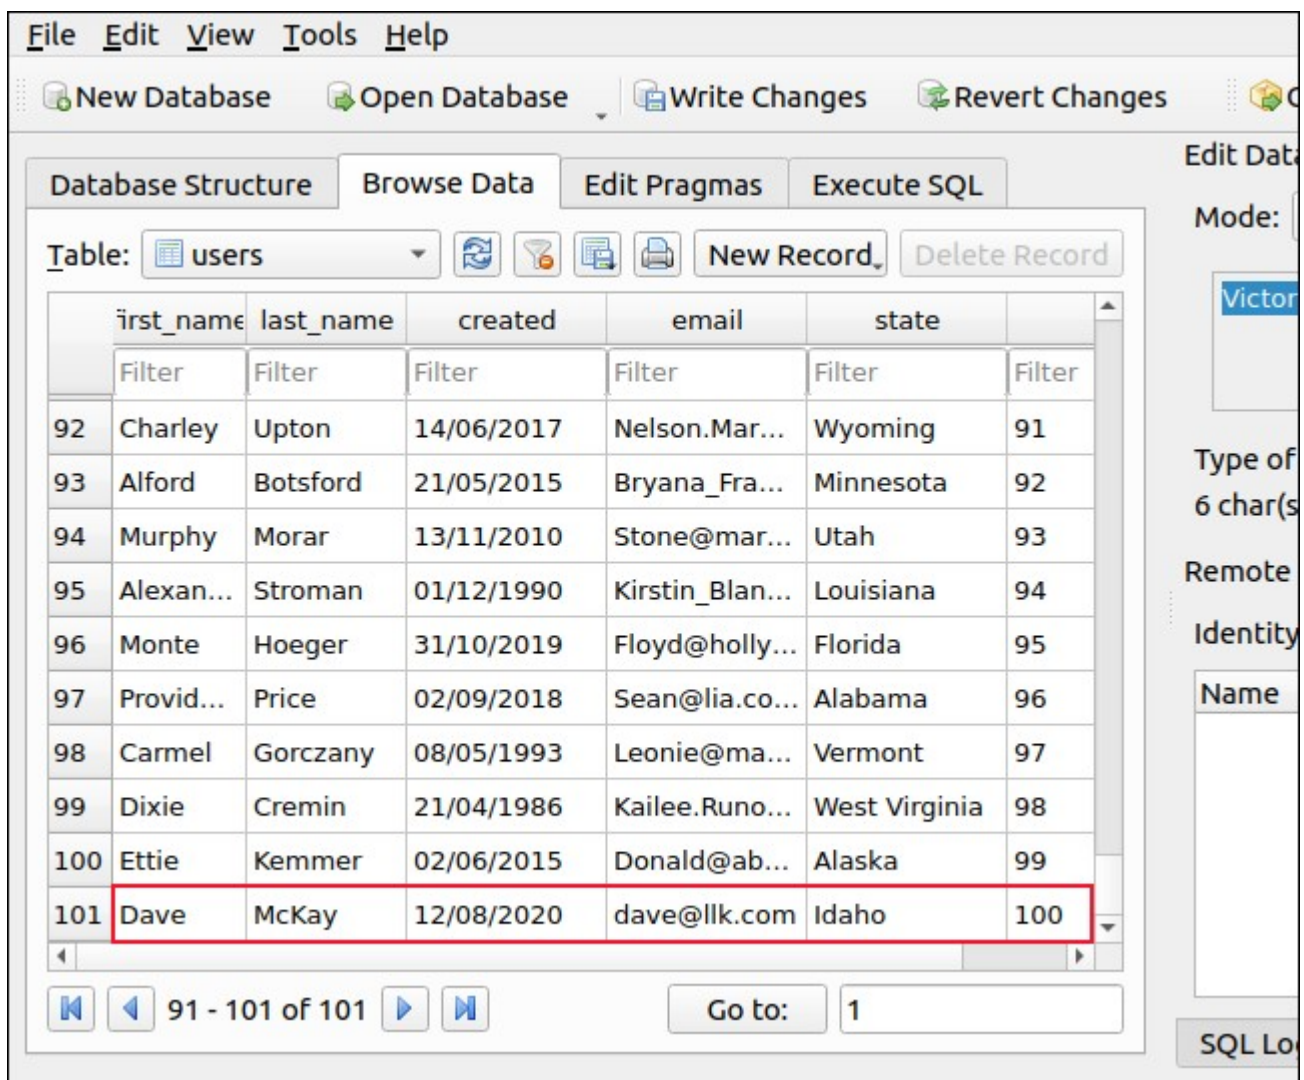 File Edit View Tools Help
New Database Open Database Write Changes Revert Changes
Database Structure Browse Data Edit Pragmas Execute SQL
Edit Data
Mode:
Table: users New Record Delete Record
Victor
first_name last_name created email state
Filter Filter Filter Filter Filter Filter
92 Charley Upton 14/06/2017 Nelson.Mar... Wyoming 91
93 Alford Botsford 21/05/2015 Bryana_Fra... Minnesota 92
Type of
6 char(s
94 Murphy Morar 13/11/2010 Stone@mar... Utah 93
95 Alexan... Stroman 01/12/1990 Kirstin_Blan... Louisiana 94
Remote
96 Monte Hoeger 31/10/2019 Floyd@holly... Florida 95
Identity
97 Provid... Price 02/09/2018 Sean@lia.co... Alabama 96
Name
98 Carmel Gorczany 08/05/1993 Leonie@ma... Vermont 97
99 Dixie Cremin 21/04/1986 Kailee.Runo... West Virginia 98
100 Ettie Kemmer 02/06/2015 Donald@ab... Alaska 99
101 Dave McKay 12/08/2020 dave@llk.com Idaho 100
91 - 101 of 101 Go to: 1
SQL Log